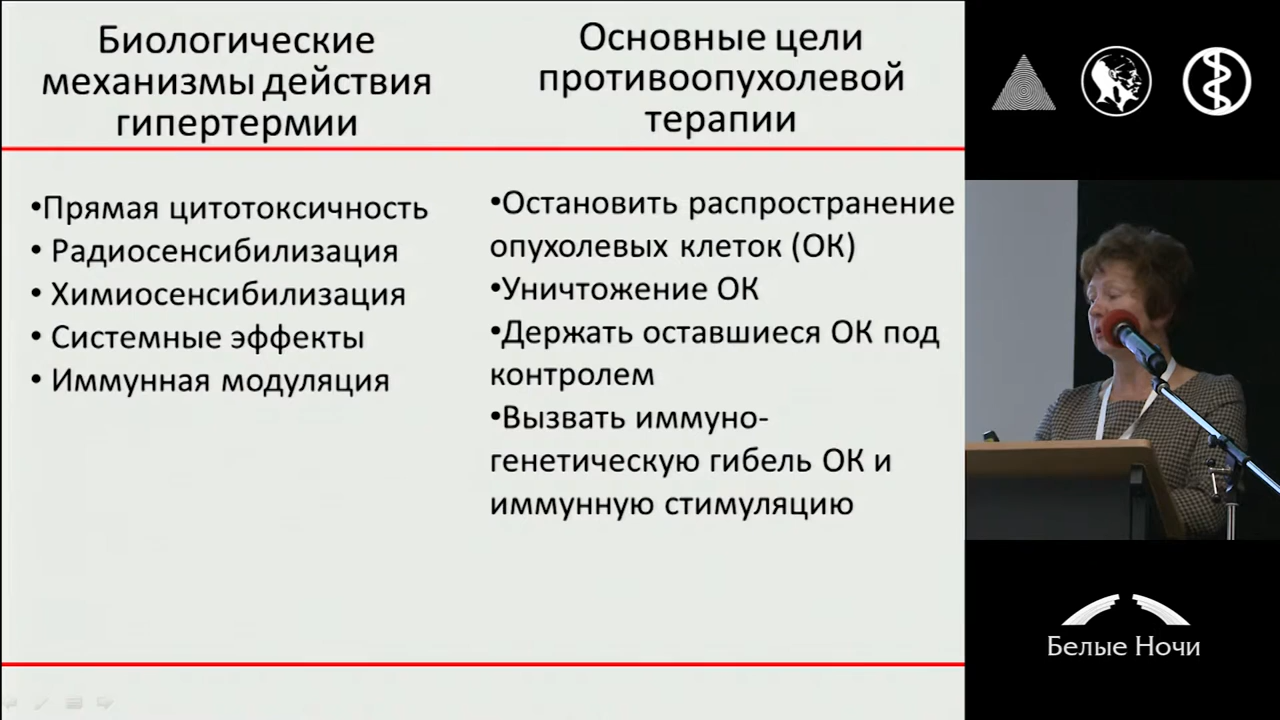 Биологические
механизмы действия
гипертермии
•Прямая цитотоксичность
• Радиосенсибилизация
• Химиосенсибилизация
• Системные эффекты
• Иммунная модуляция
Основные цели
противоопухолевой
терапии
•Остановить распространение
опухолевых клеток (ОК)
•Уничтожение ОК
•Держать оставшиеся ОК под
контролем
•Вызвать иммуно-
генетическую гибель ОК и
иммунную стимуляцию
Белые Ночи